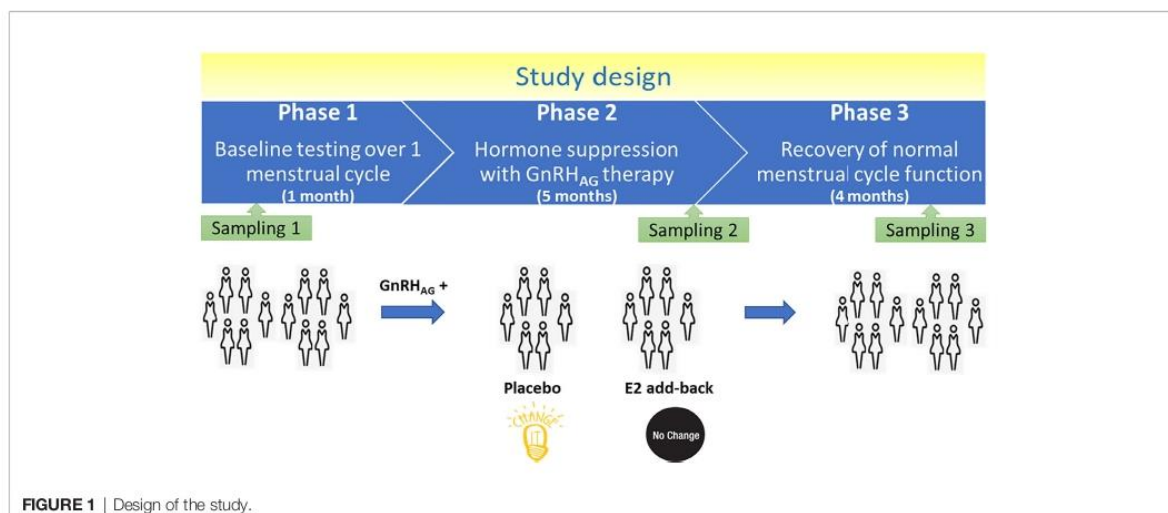 Study design
Phase 1
Baseline testing over 1
menstrual cycle
(1 month)
Phase 2
Hormone suppression
with GnRHAG therapy
(5 months)
Phase 3
Recovery of normal
menstrual cycle function
(4 months)
Sampling 1
Sampling 2
Sampling 3
GnRHAG +
Placebo
E2 add-back
CHANGE
IT
No Change
FIGURE 1 | Design of the study.